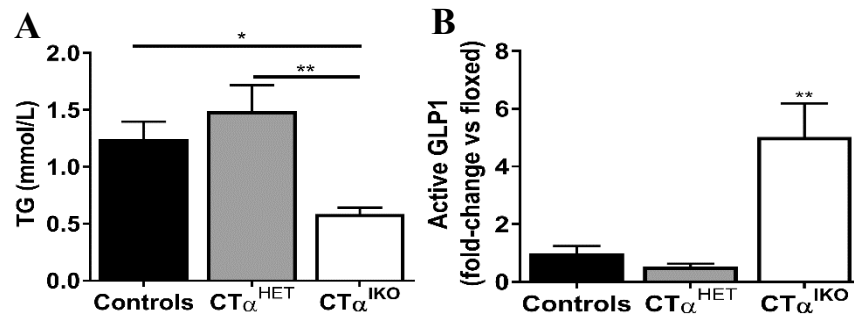 A
*
**
2.0
1.5
1.0
0.5
0.0
TG (mmol/L)
Controls CTα^HET CTα^IKO
B
**
8
6
4
2
0
Active GLP1
(fold-change vs floxed)
Controls CTα^HET CTα^IKO